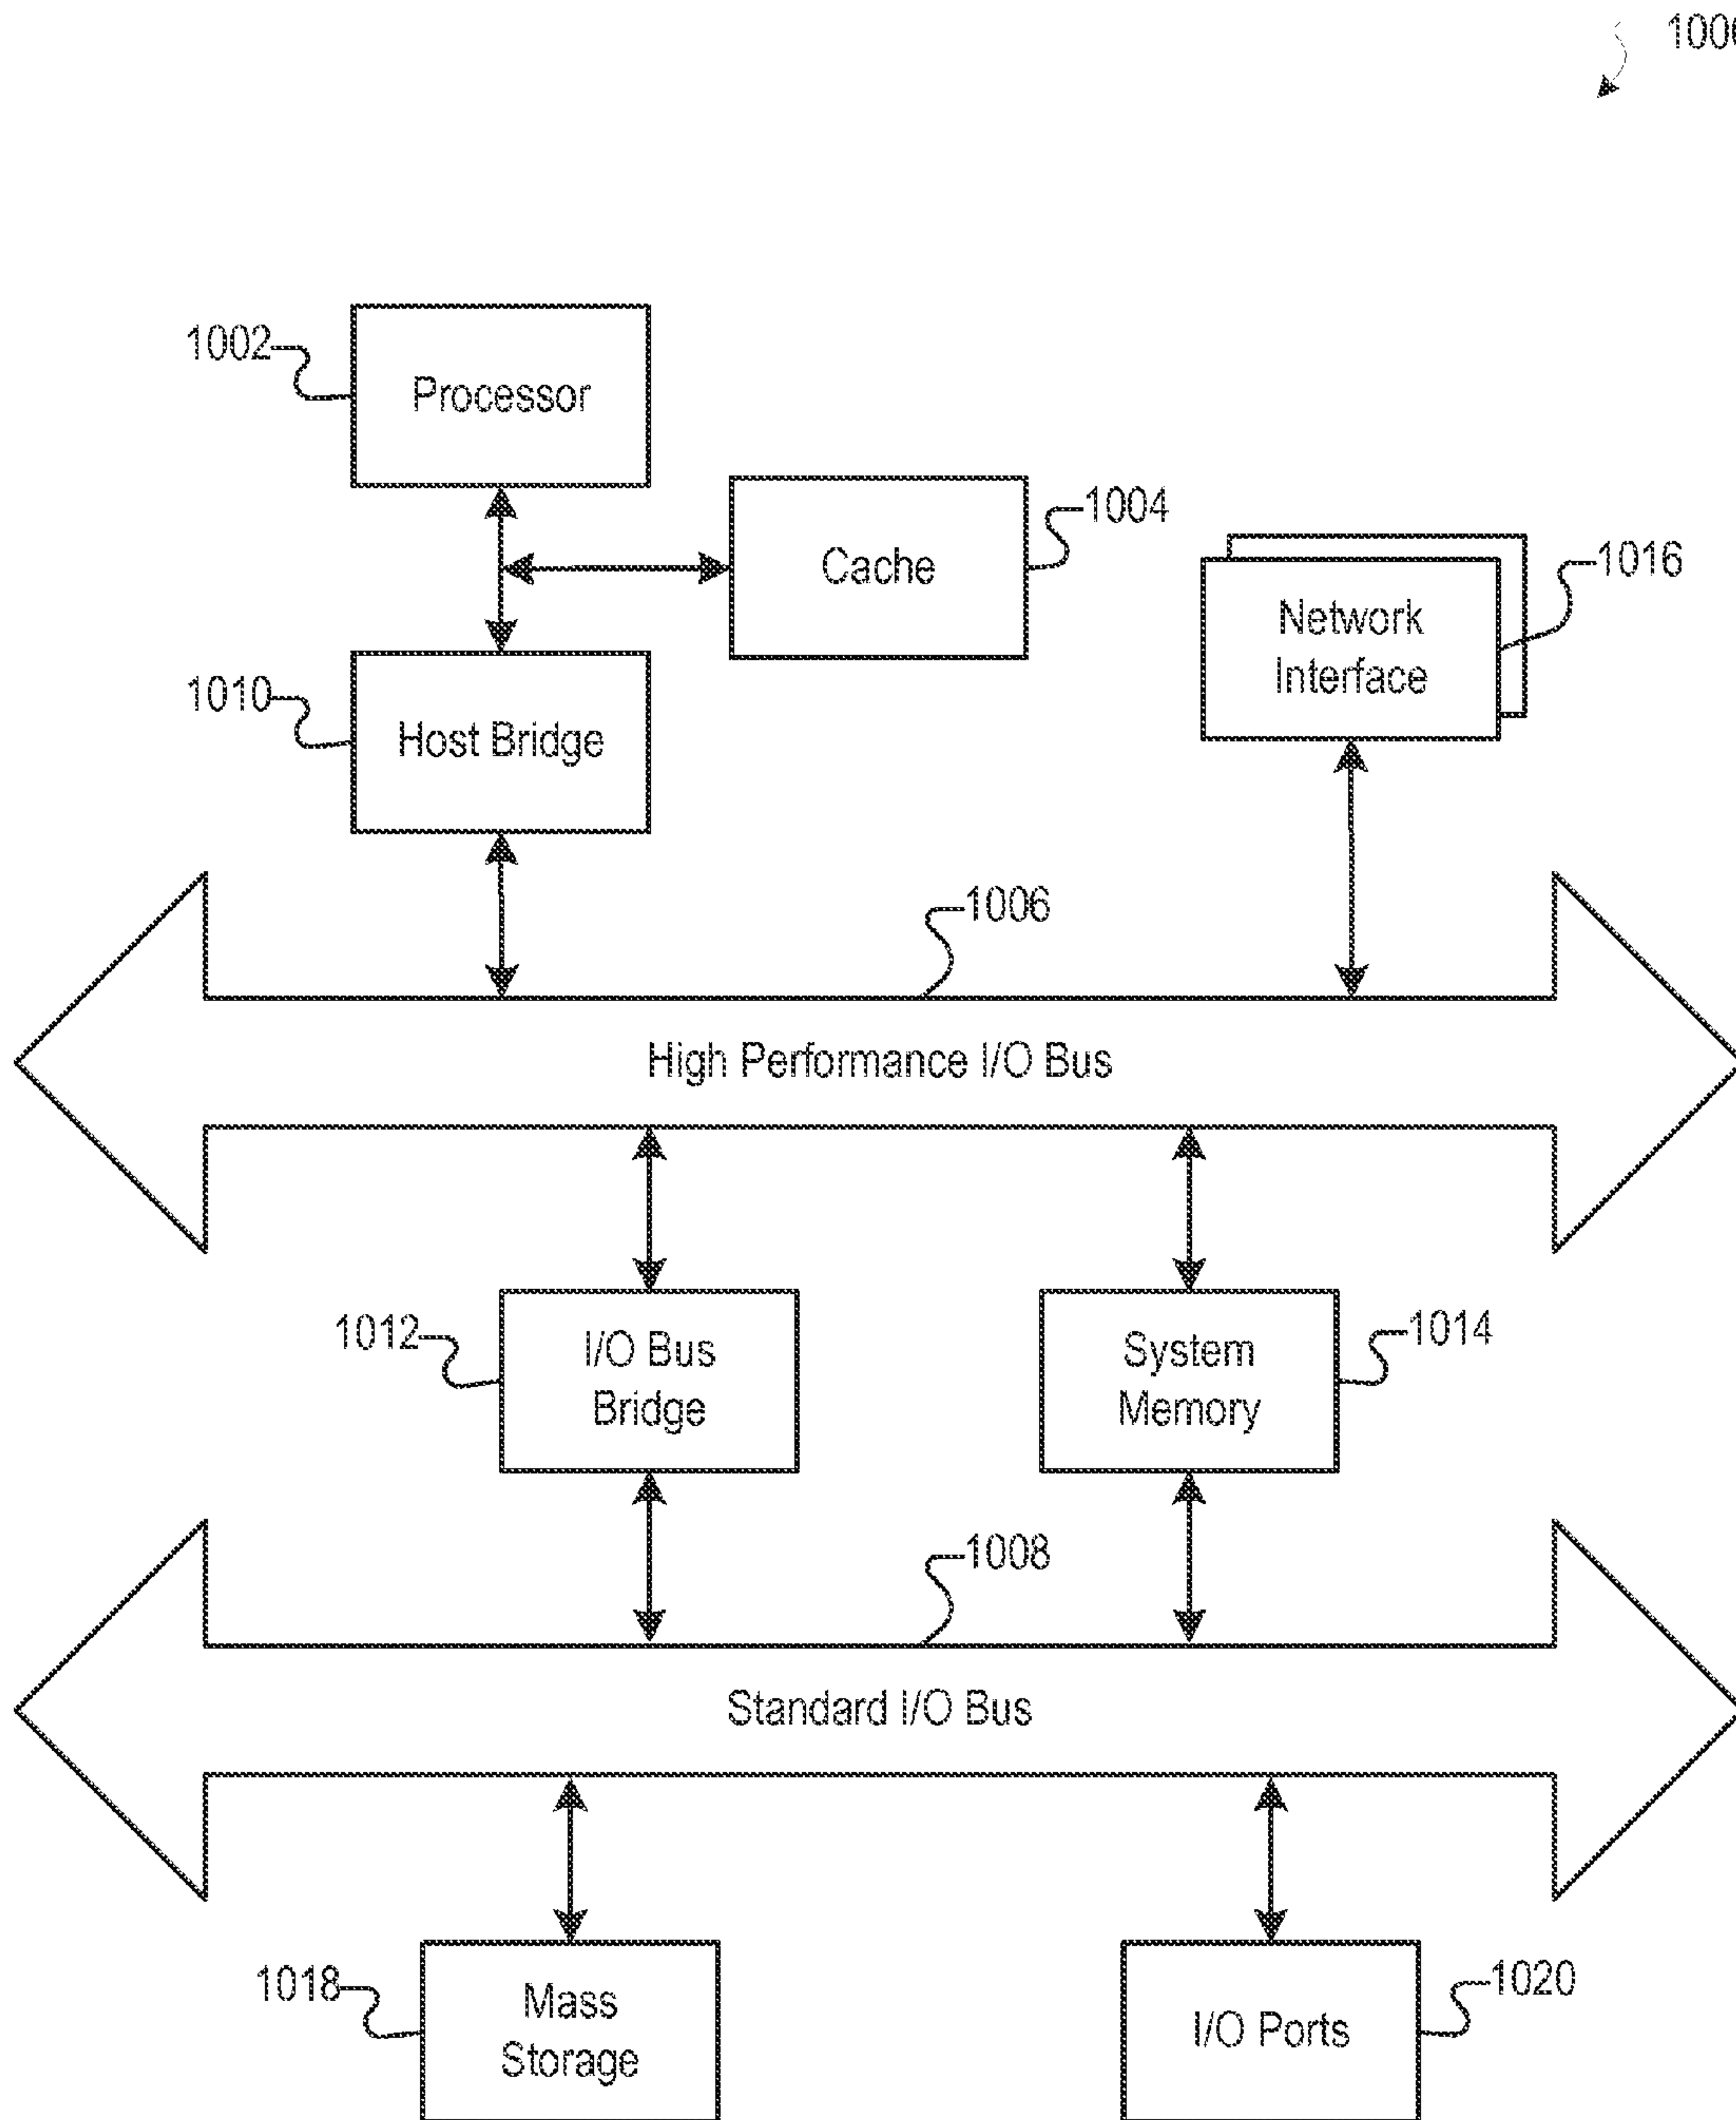 1000
1002
Processor
1004
Cache
1016
Network
Interface
1010
Host Bridge
1006
High Performance I/O Bus
1012
I/O Bus
Bridge
System
Memory
1014
1008
Standard I/O Bus
1018
Mass
Storage
I/O Ports
1020